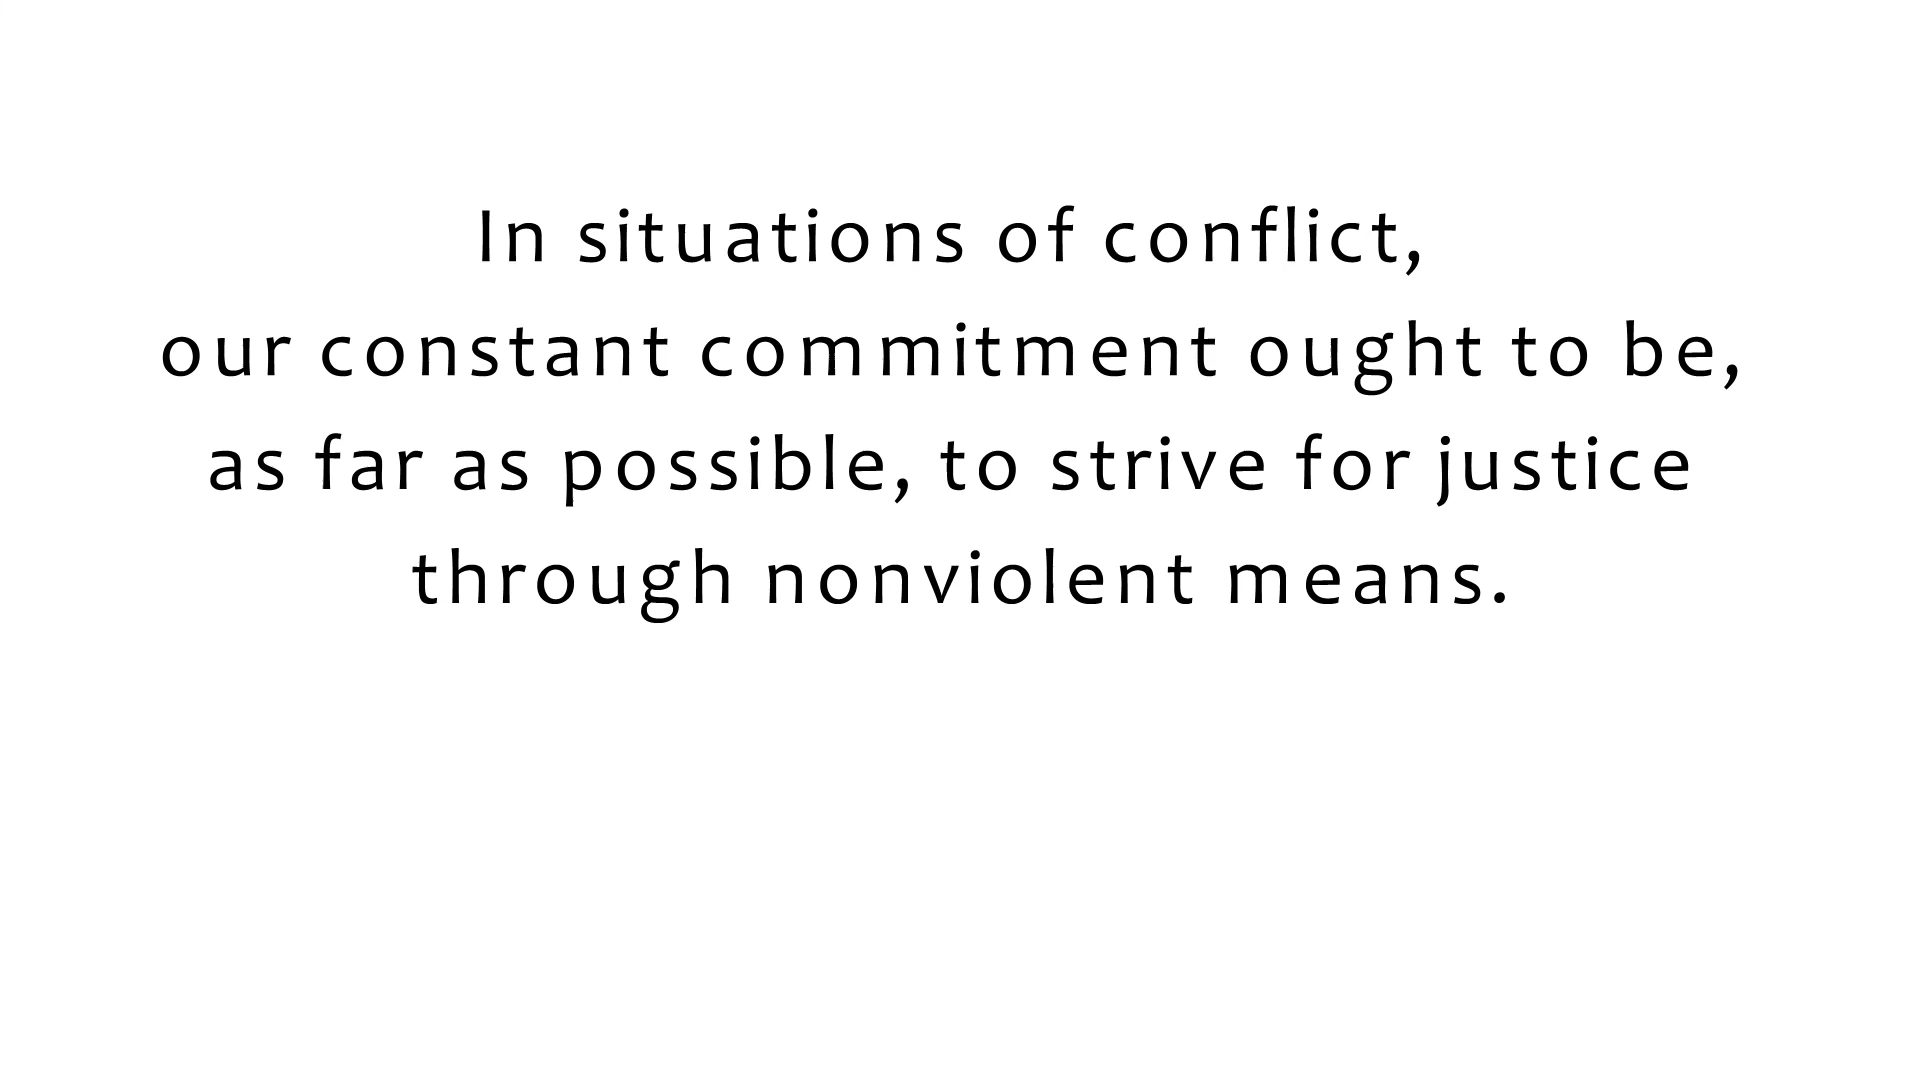 In situations of conflict,
our constant commitment ought to be,
as far as possible, to strive for justice
through nonviolent means.